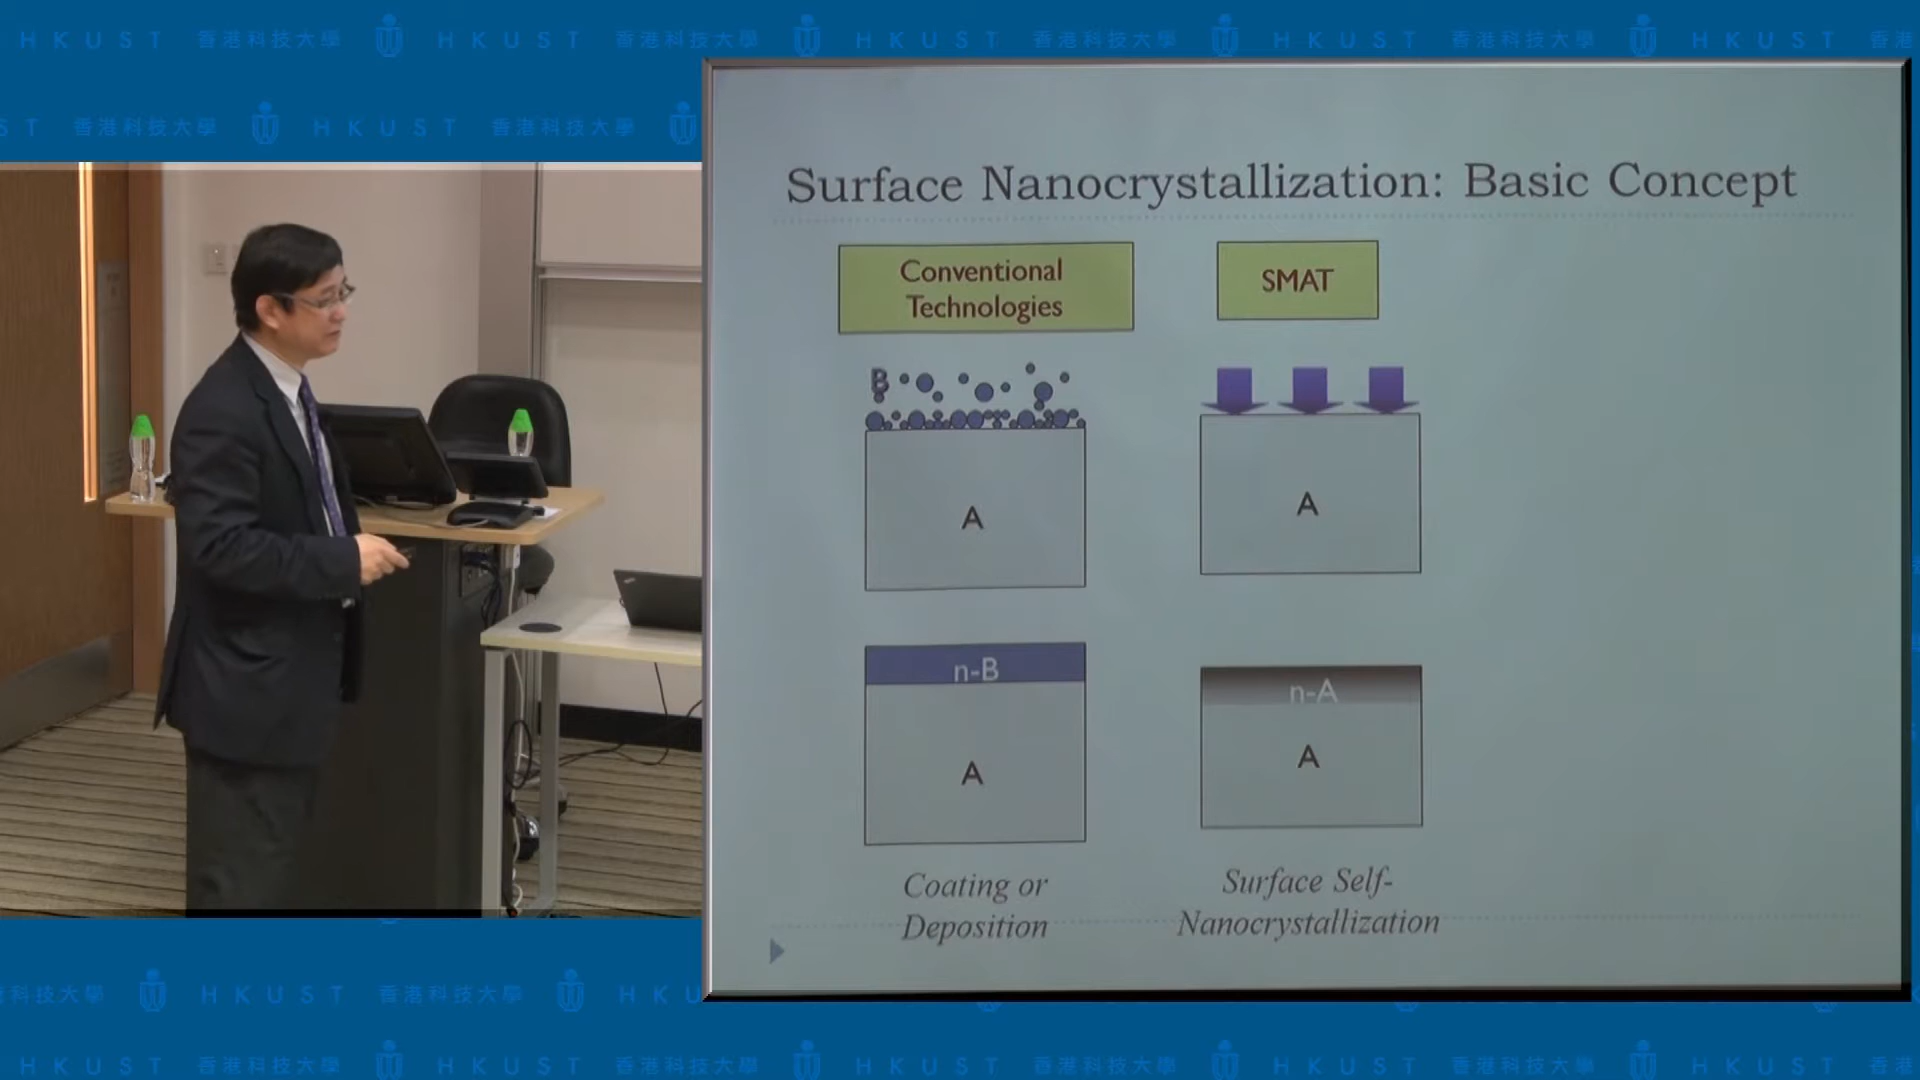 HKUST 香港科技大學 HKUST 香港科技大學 HKUST 香港科技大學 HKUST 香港科技大學 HKUST 香港
ST 香港科技大學 HKUST 香港科技大學
Surface Nanocrystallization: Basic Concept
Conventional
Technologies
SMAT
B
A
A
n-B
A
n-A
A
Coating or
Deposition
Surface Self-
Nanocrystallization
科技大學 HKUST 香港科技大學 HKU
HKUST 香港科技大學 HKUST 香港科技大學 HKUST 香港科技大學 HKUST 香港科技大學 HKUST 香港